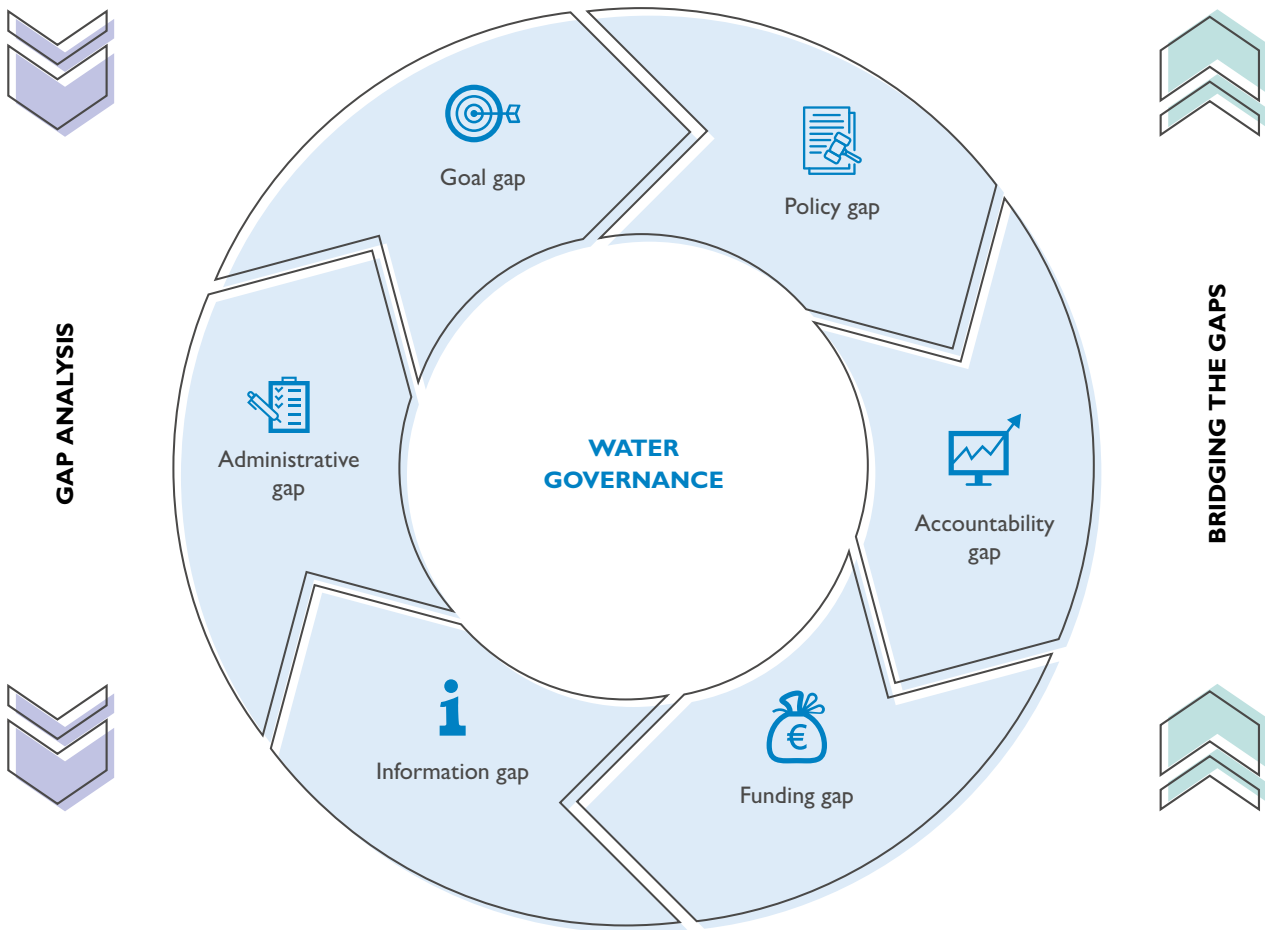 GAP ANALYSIS
Goal gap
Policy gap
Administrative
gap
WATER
GOVERNANCE
Accountability
gap
Information gap
€
Funding gap
BRIDGING THE GAPS